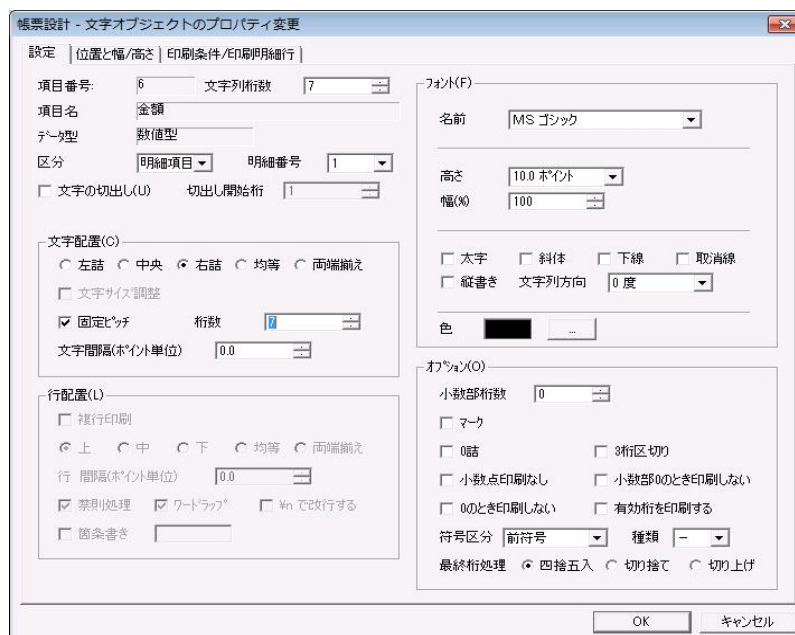 帳票設計 - 文字オブジェクトのプロパティ変更
設定 位置と幅/高さ 印刷条件/印刷明細行
項目番号: 6 文字列桁数 7
項目名 金額
データ型 数値型
区分 明細項目 明細番号 1
文字の切出し(U) 切出し開始桁 1
文字配置(C)
左詰 中央 右詰 均等 両端揃え
文字サイズ調整
固定ピッチ 桁数 7
文字間隔(ポイント単位) 0.0
行配置(L)
複行印刷
上 中 下 均等 両端揃え
行 間隔(ポイント単位) 0.0
禁則処理 ワードラップ ¥n で改行する
箇条書き
フォント(F)
名前 MS ゴシック
高さ 10.0 ポイント
幅(%) 100
太字 斜体 下線 取消線
縦書き 文字列方向 0 度
色 ...
オプション(O)
小数部桁数 0
マーク
0詰 3桁区切り
小数点印刷なし 小数部0のとき印刷しない
0のとき印刷しない 有効桁を印刷する
符号区分 前符号 種類 -
最終桁処理 四捨五入 切り捨て 切り上げ
OK キャンセル